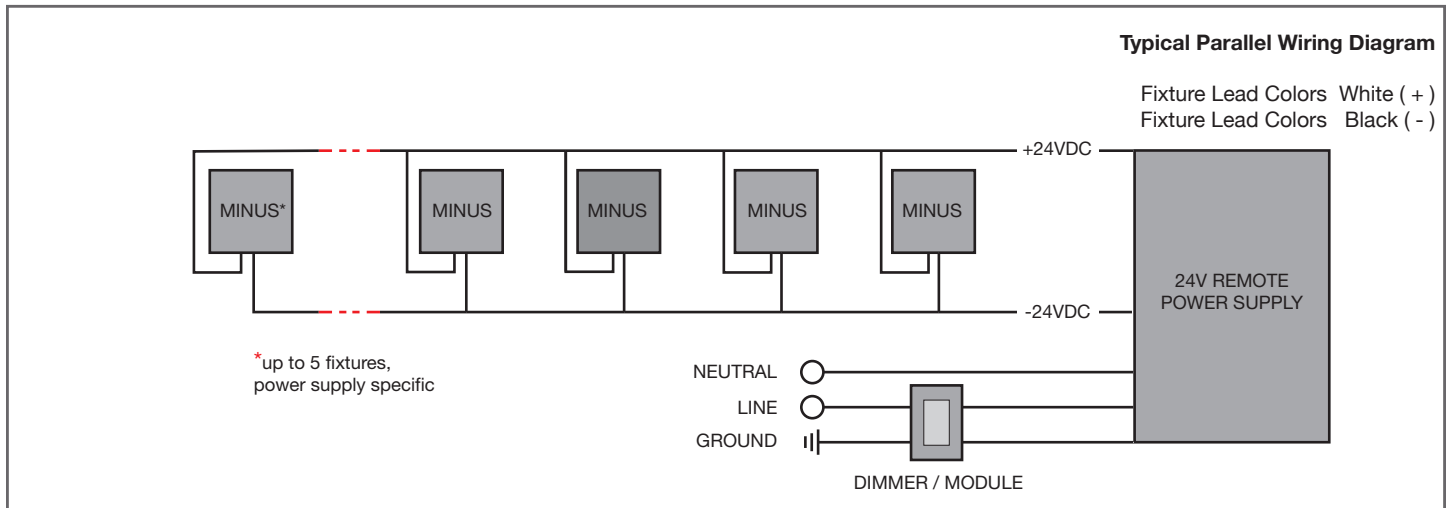 Typical Parallel Wiring Diagram
Fixture Lead Colors White ( + )
Fixture Lead Colors Black ( - )
+24VDC
MINUS*
MINUS
MINUS
MINUS
MINUS
24V REMOTE
POWER SUPPLY
-24VDC
*up to 5 fixtures,
power supply specific
NEUTRAL
LINE
GROUND
DIMMER / MODULE